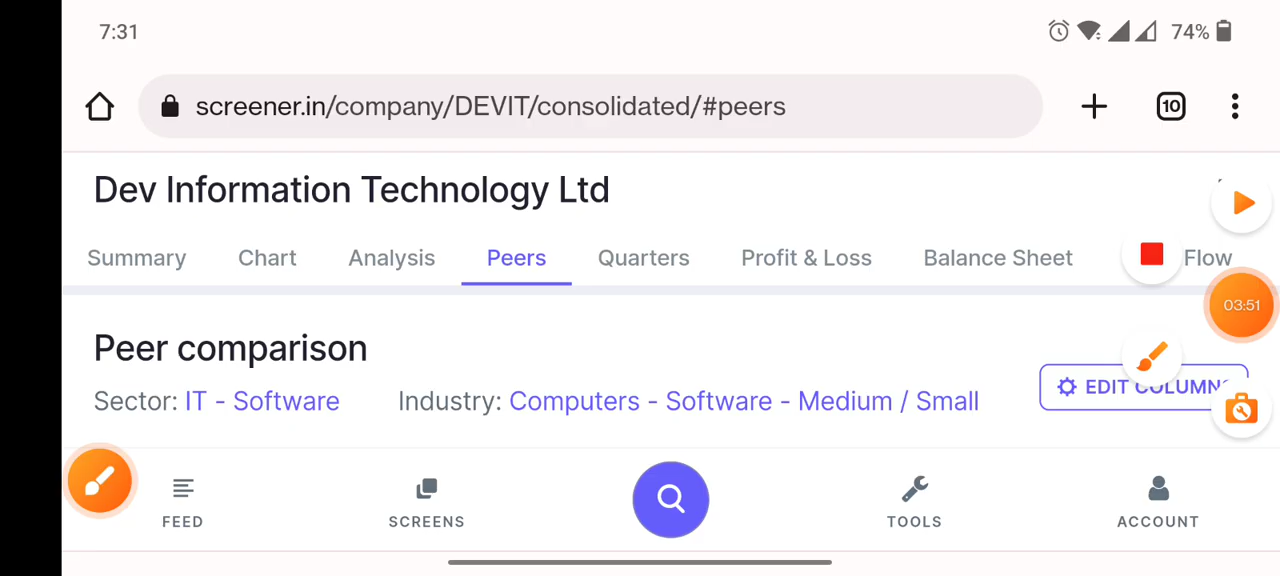 7:31
74%
screener.in/company/DEVIT/consolidated/#peers
10
Dev Information Technology Ltd
Summary Chart Analysis Peers Quarters Profit & Loss Balance Sheet Flow
03:51
Peer comparison
EDIT COLUMNS
Sector: IT - Software Industry: Computers - Software - Medium / Small
FEED SCREENS TOOLS ACCOUNT